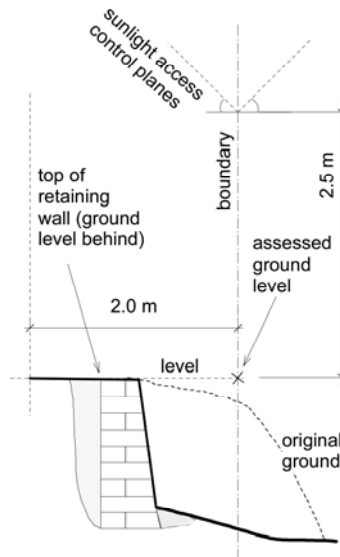 sunlight access
control planes
boundary
2.5 m
top of
retaining
wall (ground
level behind)
assessed
ground
level
2.0 m
level
original
ground